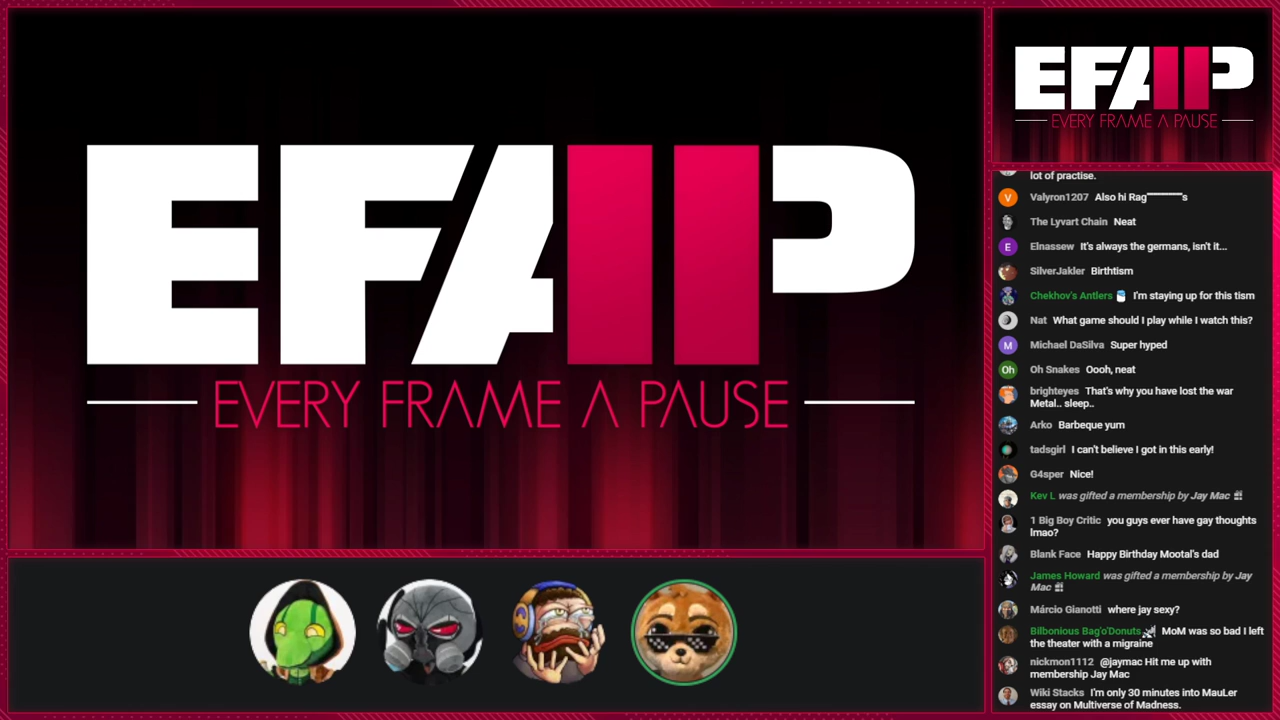 EFAP
EVERY FRAME A PAUSE
EFAP
EVERY FRAME A PAUSE
lot of practise.
V Valyron1207 Also hi Rag s
The Lyvart Chain Neat
E Elnassew It's always the germans, isn't it...
SilverJakler Birthtism
Chekhov's Antlers I'm staying up for this tism
Nat What game should I play while I watch this?
M Michael DaSilva Super hyped
Oh Oh Snakes Oooh, neat
brighteyes That's why you have lost the war
Metal.. sleep..
Arko Barbeque yum
tadsgirl I can't believe I got in this early!
G4sper Nice!
Kev L was gifted a membership by Jay Mac
1 Big Boy Critic you guys ever have gay thoughts
lmao?
Blank Face Happy Birthday Mootal's dad
James Howard was gifted a membership by Jay
Mac
Márcio Gianotti where jay sexy?
Bilbonious Bag'o'Donuts MoM was so bad I left
the theater with a migraine
nickmon1112 @jaymac Hit me up with
membership Jay Mac
Wiki Stacks I'm only 30 minutes into MauLer
essay on Multiverse of Madness.